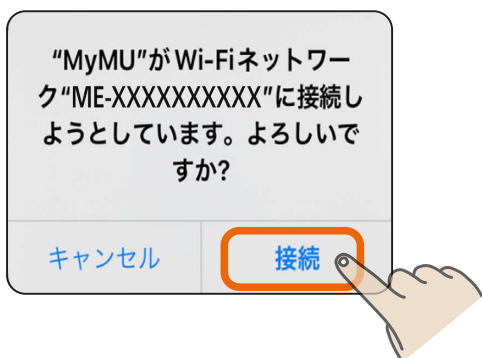 “MyMU”がWi-Fiネットワー
ク“ME-XXXXXXXXXX”に接続し
ようとしています。よろしいで
すか?
キャンセル
接続